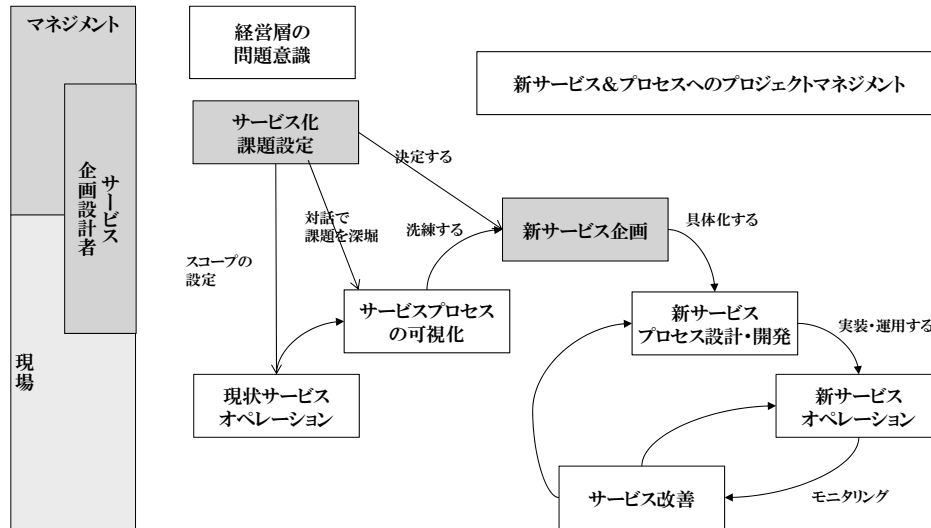 マネジメント
経営層の
問題意識
新サービス&プロセスへのプロジェクトマネジメント
サービス化
課題設定
決定する
サービス
企画設計者
対話で
課題を深堀
洗練する
新サービス企画
具体化する
スコープの
設定
サービスプロセス
の可視化
新サービス
プロセス設計・開発
実装・運用する
現場
現状サービス
オペレーション
新サービス
オペレーション
サービス改善
モニタリング